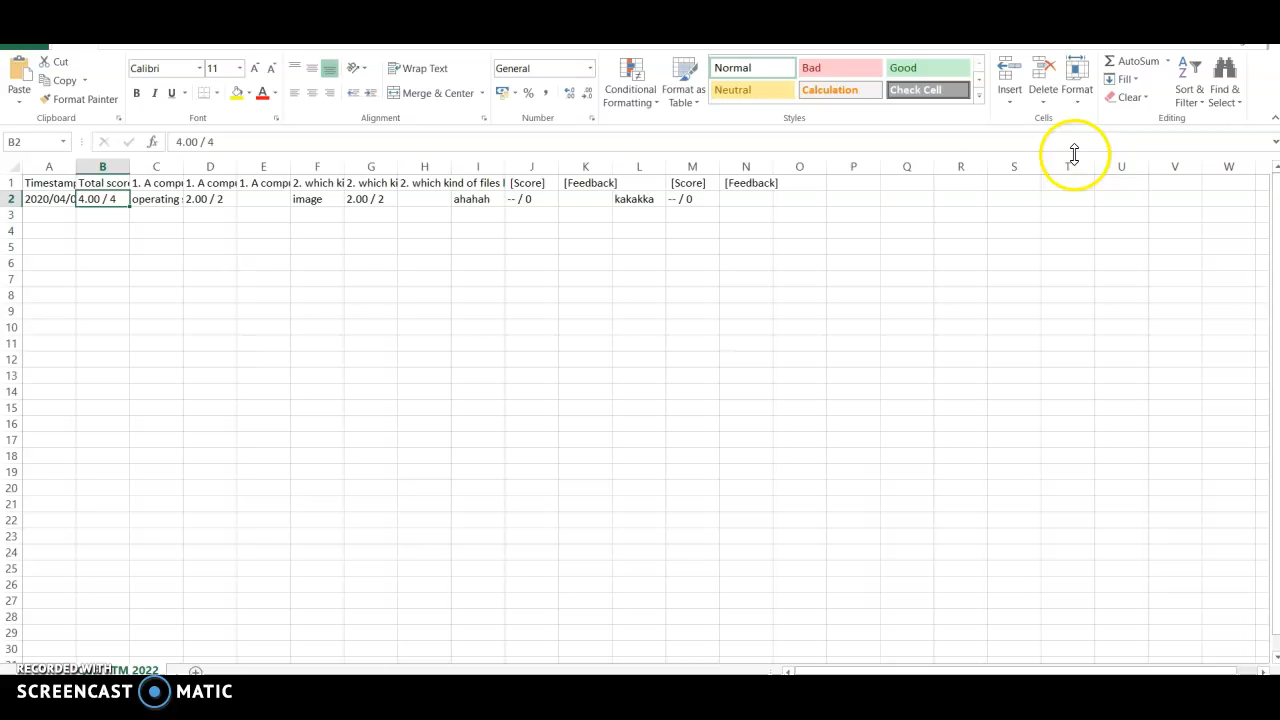 Cut
Calibri 11
Wrap Text
General
Normal Bad Good
AutoSum
Copy
Paste
Format Painter
B I U
Merge & Center
%
Conditional Formatting
Format as Table
Neutral Calculation Check Cell
Insert Delete Format
Fill
Clear
Sort & Filter
Find & Select
Clipboard Font Alignment Number Styles Cells Editing
B2 fx 4.00 / 4
A B C D E F G H I J K L M N O P Q R S T U V W
1 Timestamp Total score 1. A compu 1. A compu 1. A compu 2. which ki 2. which ki 2. which kind of files [Score] [Feedback] [Score] [Feedback]
2 2020/04/0 4.00 / 4 operating 2.00 / 2 image 2.00 / 2 ahahah -- / 0 kakakka -- / 0
3
4
5
6
7
8
9
10
11
12
13
14
15
16
17
18
19
20
21
22
23
24
25
26
27
28
29
30
RECORDED WITH TM 2022
SCREENCAST MATIC